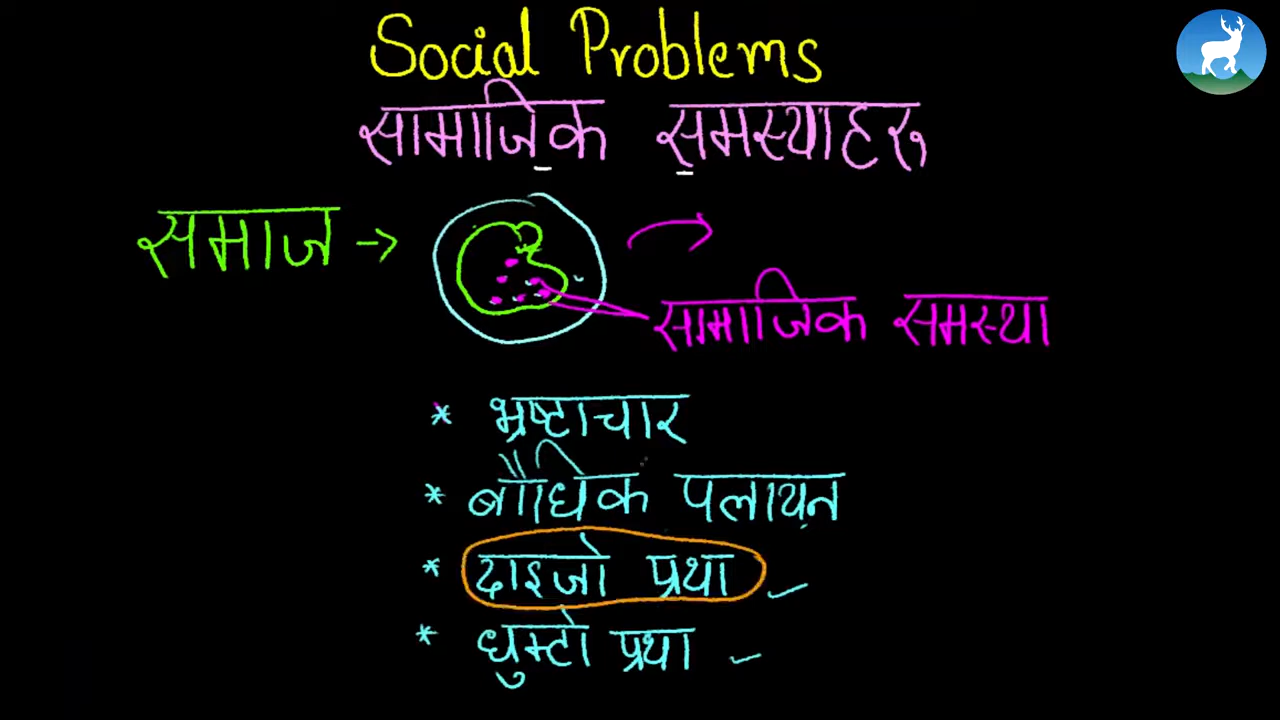 Social Problems
सामाजिक समस्याहरु
समाज →
सामाजिक समस्या
* भ्रष्टाचार
* बौधिक पलायन
* दाइजो प्रथा
* घुम्टो प्रथा